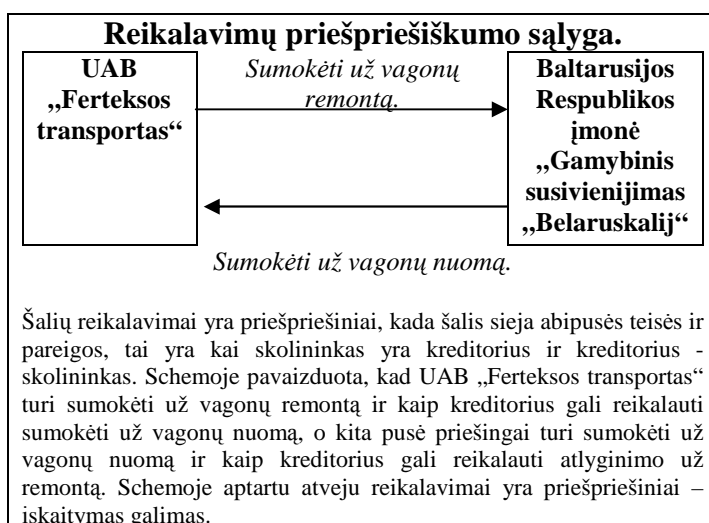 Reikalavimų priešpriešiškumo sąlyga.
UAB
„Ferteksos
transportas“
Sumokėti už vagonų
remontą.
Baltarusijos
Respublikos
įmonė
„Gamybinis
susivienijimas
„Belaruskalij“
Sumokėti už vagonų nuomą.
Šalių reikalavimai yra priešpriešiniai, kada šalis sieja abipusės teisės ir
pareigos, tai yra kai skolininkas yra kreditorius ir kreditorius -
skolininkas. Schemoje pavaizduota, kad UAB „Ferteksos transportas“
turi sumokėti už vagonų remontą ir kaip kreditorius gali reikalauti
sumokėti už vagonų nuomą, o kita pusė priešingai turi sumokėti už
vagonų nuomą ir kaip kreditorius gali reikalauti atlyginimo už
remontą. Schemoje aptartu atveju reikalavimai yra priešpriešiniai –
įskaitymas galimas.